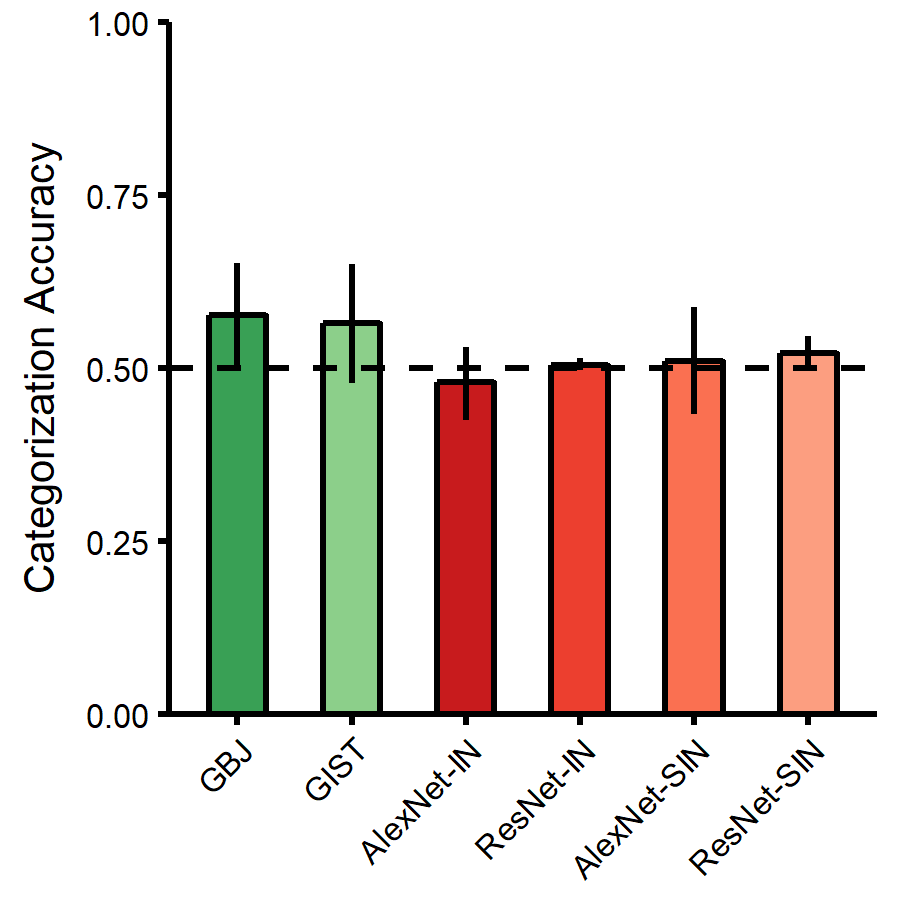 Categorization Accuracy
1.00
0.75
0.50
0.25
0.00
GBJ
GIST
AlexNet-IN
ResNet-IN
AlexNet-SIN
ResNet-SIN